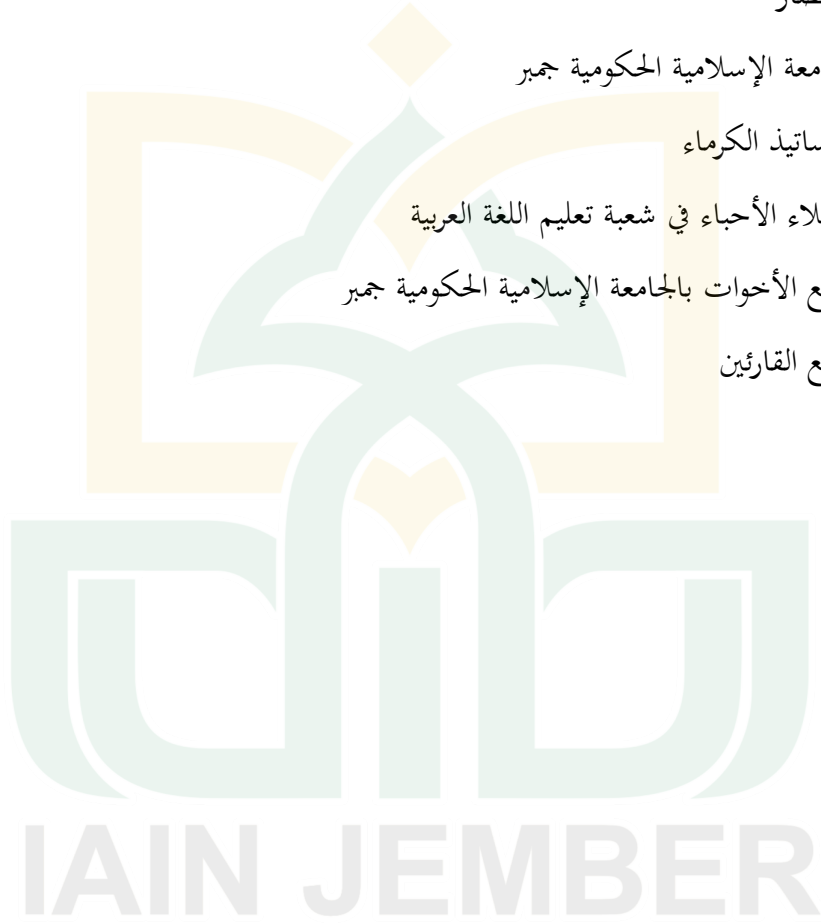 معة الإسلامية الحكومية جمبر
ساتيذ الكرماء
لاء الأحباء في شعبة تعليم اللغة العربية
ع الأخوات بالجامعة الإسلامية الحكومية جمبر
ع القارئين
IAIN JEMBER